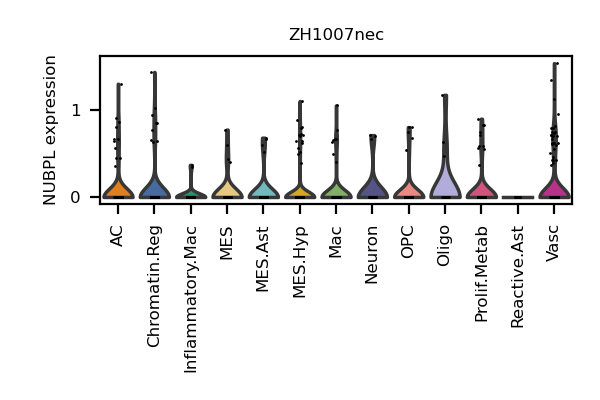 ZH1007nec
NUBPL expression
1
0
AC
Chromatin.Reg
Inflammatory.Mac
MES
MES.Ast
MES.Hyp
Mac
Neuron
OPC
Oligo
Prolif.Metab
Reactive.Ast
Vasc